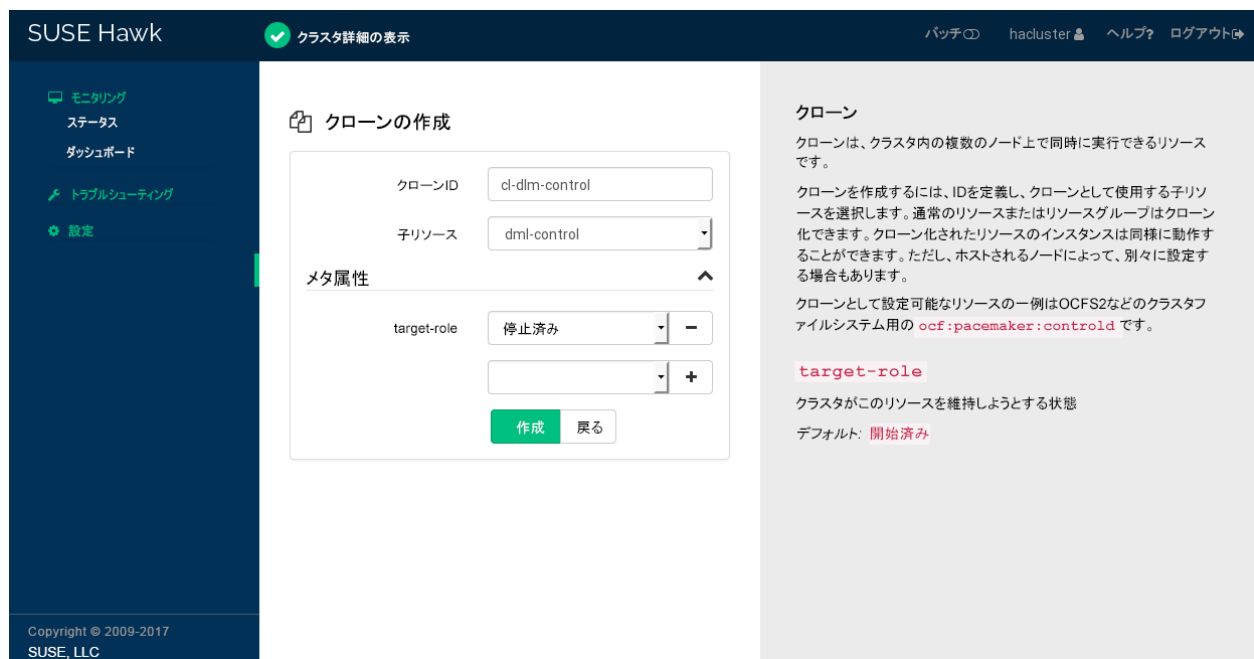 SUSE Hawk
クラスタ詳細の表示
バッチ
hacluster
ヘルプ?
ログアウト
モニタリング
ステータス
ダッシュボード
トラブルシューティング
設定
Copyright © 2009-2017
SUSE, LLC
クローンの作成
クローンID
cl-dlm-control
子リソース
dml-control
メタ属性
target-role
停止済み
作成
戻る
クローン
クローンは、クラスタ内の複数のノード上で同時に実行できるリソース
です。
クローンを作成するには、IDを定義し、クローンとして使用する子リソ
ースを選択します。通常のリソースまたはリソースグループはクローン
化できます。クローン化されたリソースのインスタンスは同様に動作す
ることができます。ただし、ホストされるノードによって、別々に設定す
る場合もあります。
クローンとして設定可能なリソースの一例はOCFS2などのクラスタフ
ァイルシステム用の ocf:pacemaker:controld です。
target-role
クラスタがこのリソースを維持しようとする状態
デフォルト: 開始済み